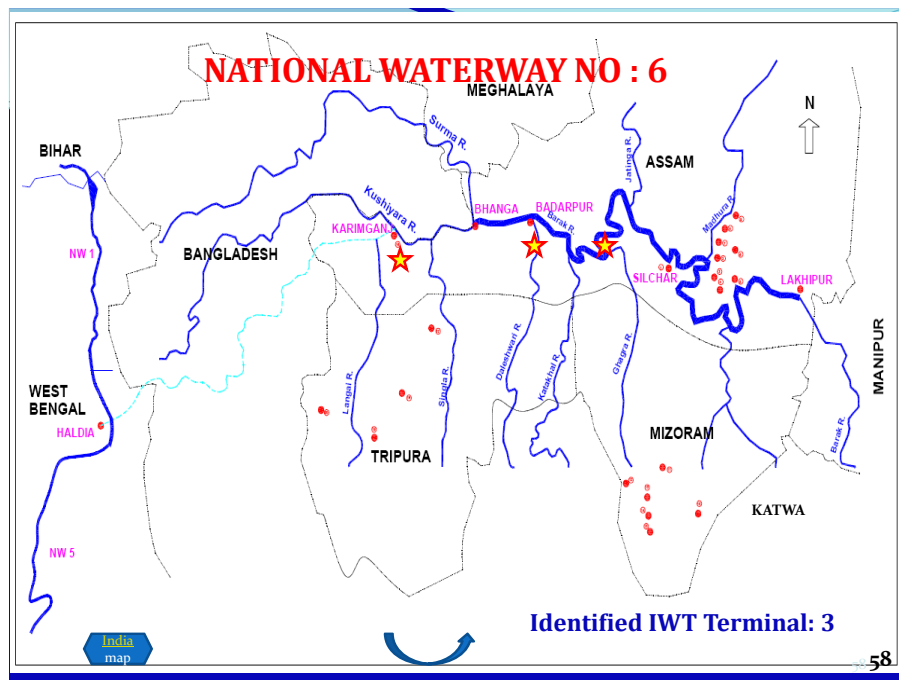 NATIONAL WATERWAY NO : 6
MEGHALAYA
N
BIHAR
Surma R.
Jatinga R.
ASSAM
Madhura R.
Kushiyara R.
BHANGA
BADARPUR
Barak R.
KARIMGANJ
NW 1
BANGLADESH
SILCHAR
LAKHIPUR
MANIPUR
WEST
BENGAL
HALDIA
Langai R.
Singla R.
Daleshwari R.
Katakhal R.
Ghagra R.
MIZORAM
Barak R.
TRIPURA
KATWA
NW 5
Identified IWT Terminal: 3
India
map
58
58